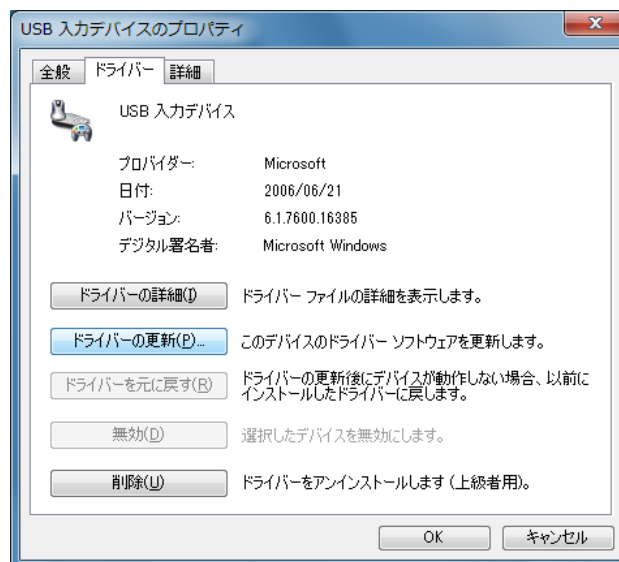 USB 入力デバイスのプロパティ
全般 ドライバー 詳細
USB 入力デバイス
プロバイダー: Microsoft
日付: 2006/06/21
バージョン: 6.1.7600.16385
デジタル署名者: Microsoft Windows
ドライバーの詳細(I) ドライバー ファイルの詳細を表示します。
ドライバーの更新(P)... このデバイスのドライバー ソフトウェアを更新します。
ドライバーを元に戻す(R) ドライバーの更新後にデバイスが動作しない場合、以前に
インストールしたドライバーに戻します。
無効(D) 選択したデバイスを無効にします。
削除(U) ドライバーをアンインストールします (上級者用)。
OK キャンセル